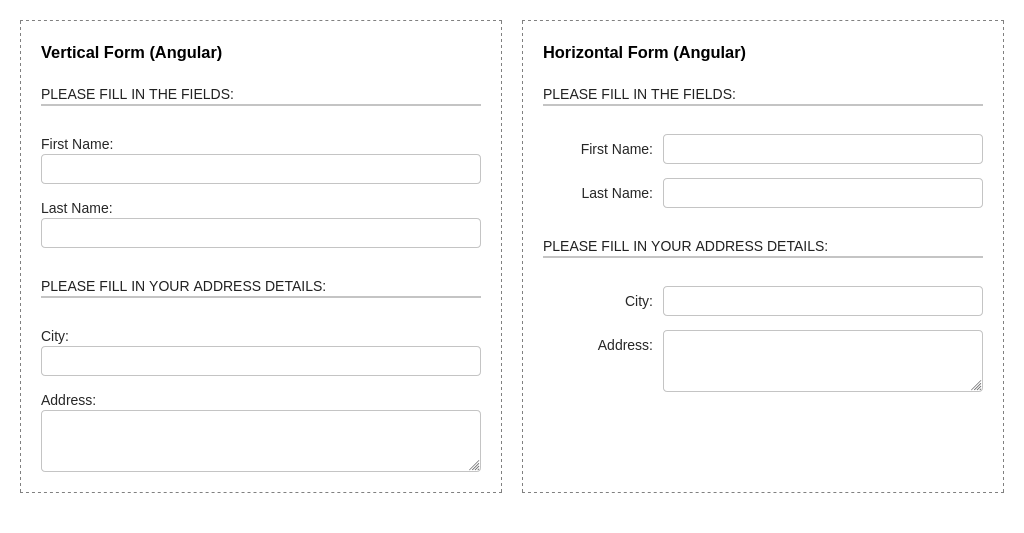 Vertical Form (Angular)
PLEASE FILL IN THE FIELDS:
First Name:
Last Name:
PLEASE FILL IN YOUR ADDRESS DETAILS:
City:
Address:
Horizontal Form (Angular)
PLEASE FILL IN THE FIELDS:
First Name:
Last Name:
PLEASE FILL IN YOUR ADDRESS DETAILS:
City:
Address: